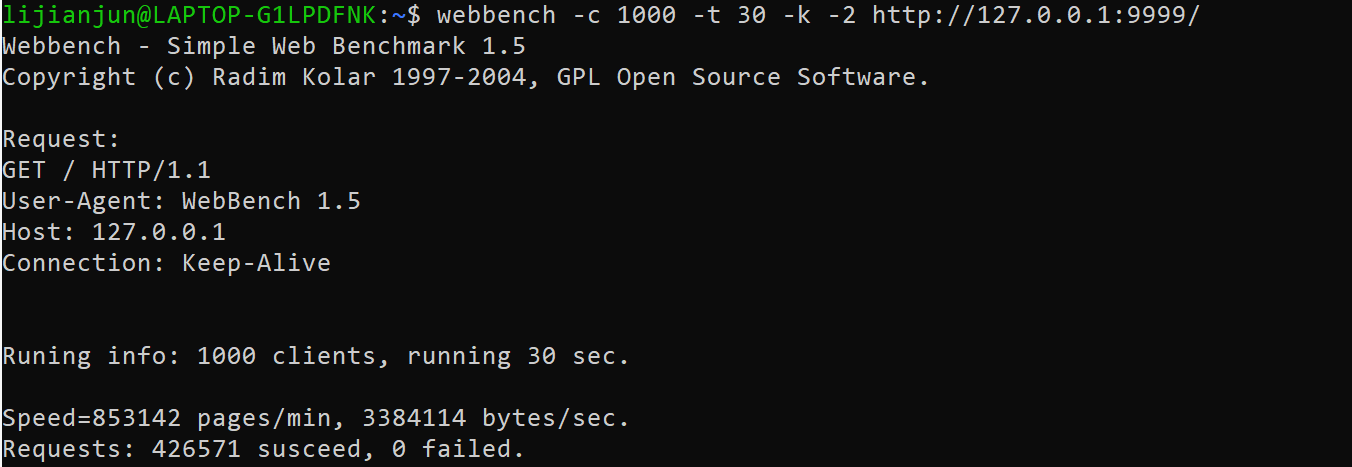 lijianjun@LAPTOP-G1LPDFNK:~$ webbench -c 1000 -t 30 -k -2 http://127.0.0.1:9999/
Webbench - Simple Web Benchmark 1.5
Copyright (c) Radim Kolar 1997-2004, GPL Open Source Software.
Request:
GET / HTTP/1.1
User-Agent: WebBench 1.5
Host: 127.0.0.1
Connection: Keep-Alive
Runing info: 1000 clients, running 30 sec.
Speed=853142 pages/min, 3384114 bytes/sec.
Requests: 426571 susceed, 0 failed.